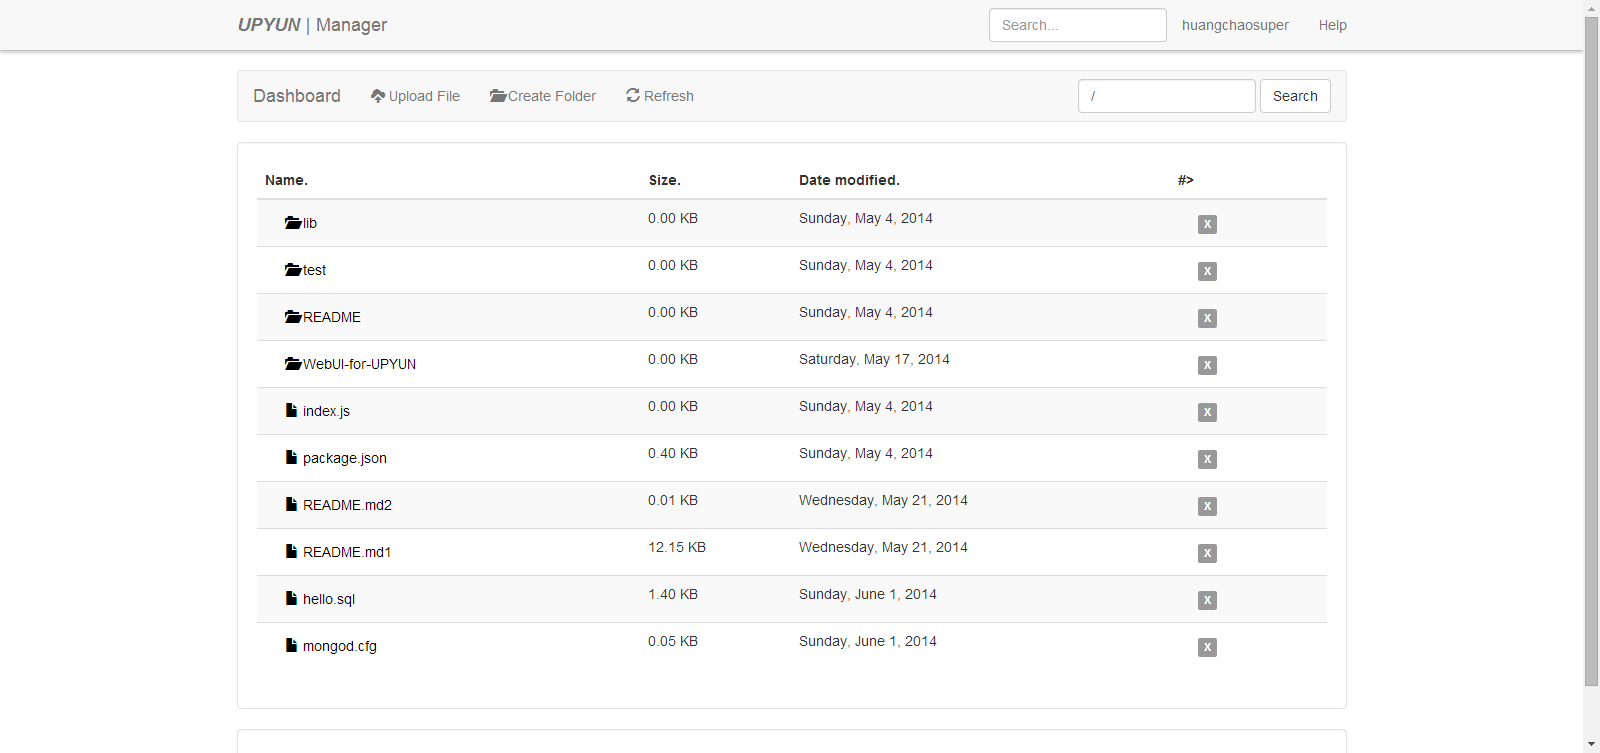 UPYUN | Manager Search... huangchaosuper Help
Dashboard Upload File Create Folder Refresh / Search
Name. Size. Date modified. #>
lib 0.00 KB Sunday, May 4, 2014 X
test 0.00 KB Sunday, May 4, 2014 X
README 0.00 KB Sunday, May 4, 2014 X
WebUI-for-UPYUN 0.00 KB Saturday, May 17, 2014 X
index.js 0.00 KB Sunday, May 4, 2014 X
package.json 0.40 KB Sunday, May 4, 2014 X
README.md2 0.01 KB Wednesday, May 21, 2014 X
README.md1 12.15 KB Wednesday, May 21, 2014 X
hello.sql 1.40 KB Sunday, June 1, 2014 X
mongod.cfg 0.05 KB Sunday, June 1, 2014 X